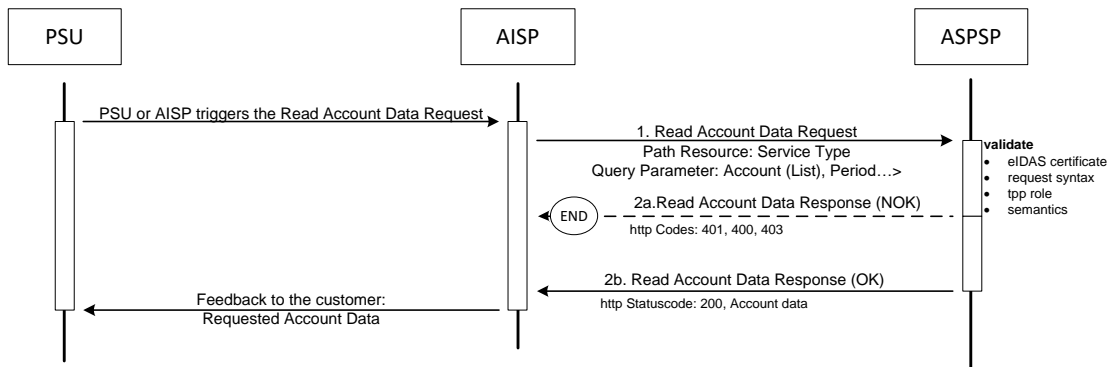 PSU
AISP
ASPSP
PSU or AISP triggers the Read Account Data Request
1. Read Account Data Request
Path Resource: Service Type
Query Parameter: Account (List), Period…>
validate
• eIDAS certificate
• request syntax
• tpp role
• semantics
2a.Read Account Data Response (NOK)
END
http Codes: 401, 400, 403
2b. Read Account Data Response (OK)
http Statuscode: 200, Account data
Feedback to the customer:
Requested Account Data